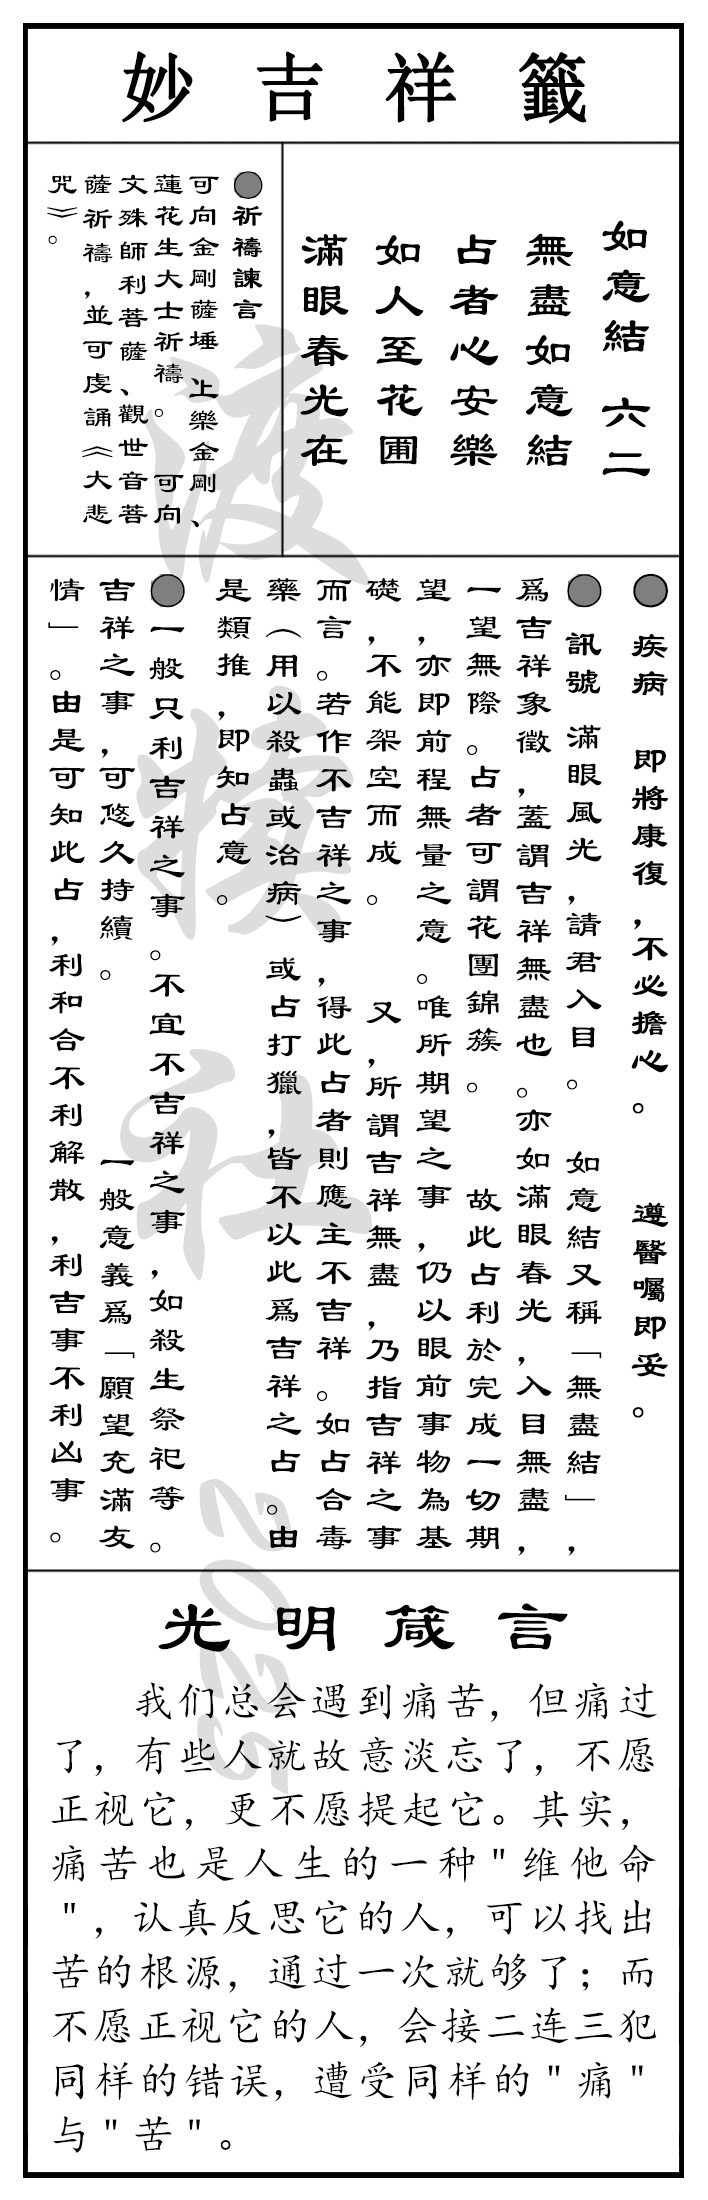 妙吉祥籤
如意結 六二
無盡如意結
占者心安樂
如人至花圃
滿眼春光在
●祈禱諫言
可向金剛薩埵、上樂金剛、
蓮花生大士祈禱。 可向
文殊師利菩薩、觀世音菩
薩祈禱，並可虔誦《大悲
咒》。
● 疾病 即將康復，不必擔心。 遵醫囑即妥。
● 訊號 滿眼風光，請君入目。 如意結又稱「無盡結」，
爲吉祥象徵，蓋謂吉祥無盡也。亦如滿眼春光，入目無盡，
一望無際。占者可謂花團錦簇。 故此占利於完成一切期
望，亦即前程無量之意。唯所期望之事，仍以眼前事物為基
礎，不能架空而成。 又，所謂吉祥無盡，乃指吉祥之事
而言。若作不吉祥之事，得此占者則應主不吉祥。如占合毒
藥（用以殺蟲或治病）或占打獵，皆不以此爲吉祥之占。由
是類推，即知占意。
●一般只利吉祥之事。不宜不吉祥之事，如殺生祭祀等。
吉祥之事，可悠久持續。 一般意義爲「願望充滿友
情」。由是可知此占，利和合不利解散，利吉事不利凶事。
光明箴言
我们总会遇到痛苦，但痛过
了，有些人就故意淡忘了，不愿
正视它，更不愿提起它。其实，
痛苦也是人生的一种"维他命
"，认真反思它的人，可以找出
苦的根源，通过一次就够了；而
不愿正视它的人，会接二连三犯
同样的错误，遭受同样的"痛"
与"苦"。
渡犊社2025